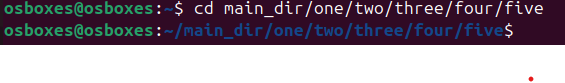 osboxes@osboxes:~$ cd main_dir/one/two/three/four/five
osboxes@osboxes:~/main_dir/one/two/three/four/five$